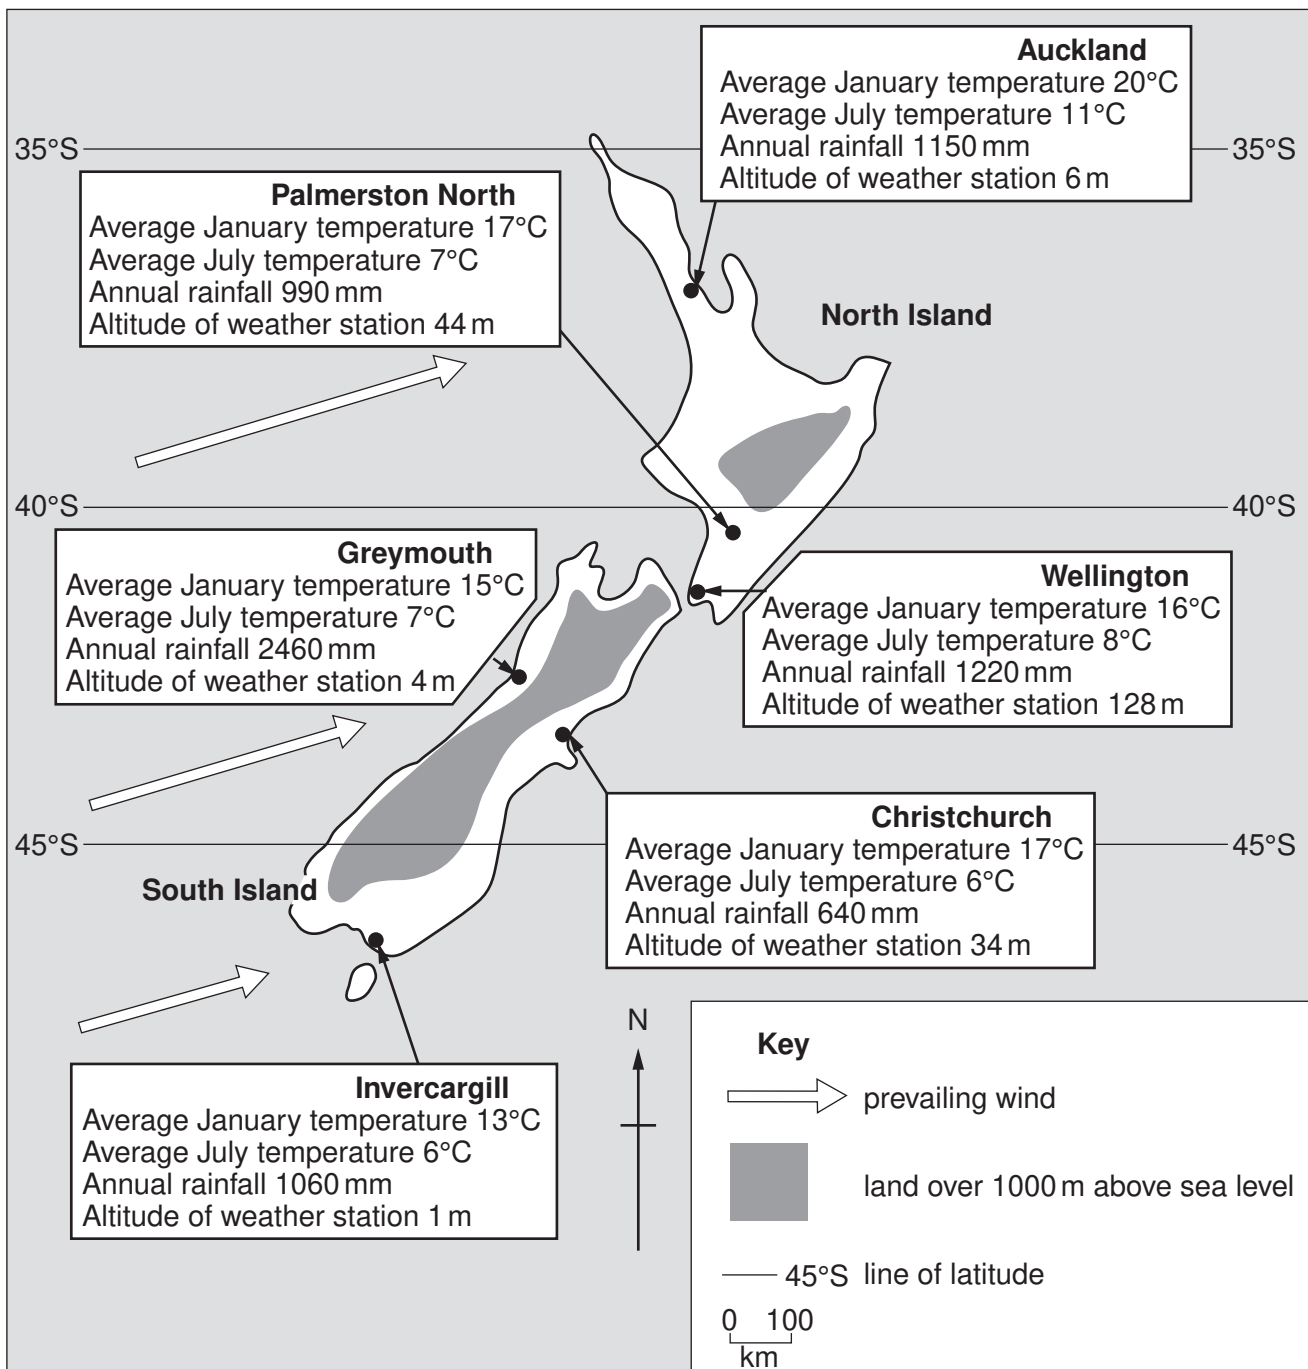 Auckland
Average January temperature 20°C
Average July temperature 11°C
Annual rainfall 1150 mm
Altitude of weather station 6 m
35°S
35°S
Palmerston North
Average January temperature 17°C
Average July temperature 7°C
Annual rainfall 990 mm
Altitude of weather station 44 m
North Island
40°S
40°S
Greymouth
Average January temperature 15°C
Average July temperature 7°C
Annual rainfall 2460 mm
Altitude of weather station 4 m
Wellington
Average January temperature 16°C
Average July temperature 8°C
Annual rainfall 1220 mm
Altitude of weather station 128 m
Christchurch
Average January temperature 17°C
Average July temperature 6°C
Annual rainfall 640 mm
Altitude of weather station 34 m
45°S
45°S
South Island
Invercargill
Average January temperature 13°C
Average July temperature 6°C
Annual rainfall 1060 mm
Altitude of weather station 1 m
N
Key
prevailing wind
land over 1000 m above sea level
45°S line of latitude
0 100
km